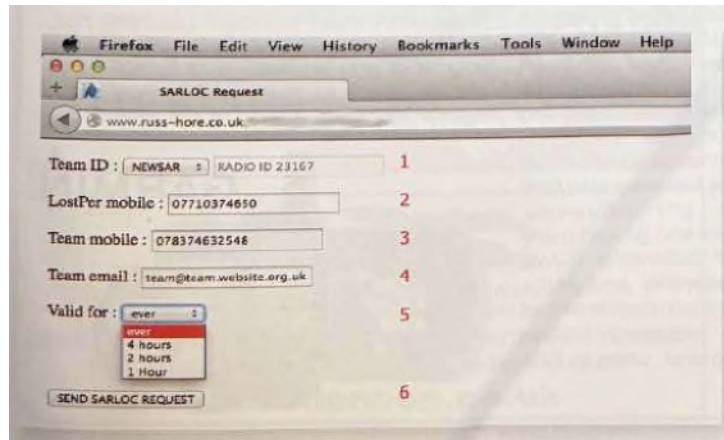 Firefox File Edit View History Bookmarks Tools Window Help
+ SARLOC Request
www.russ-hore.co.uk
Team ID : NEWSAR RADIO ID 23167 1
LostPer mobile : 07710374650 2
Team mobile : 078374632548 3
Team email : team@team.website.org.uk 4
Valid for : ever 5
ever
4 hours
2 hours
1 Hour
SEND SARLOC REQUEST 6